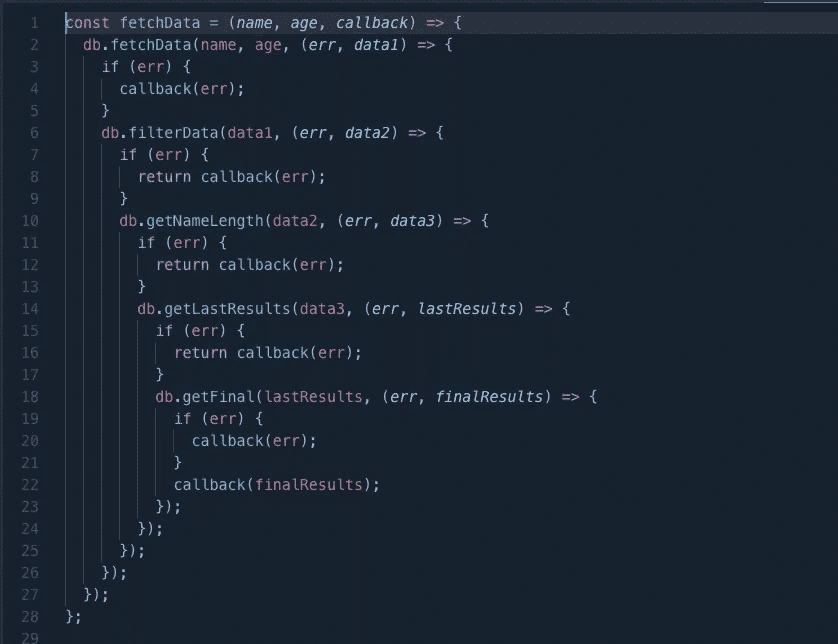 1 const fetchData = (name, age, callback) => {
2   db.fetchData(name, age, (err, data1) => {
3     if (err) {
4       callback(err);
5     }
6     db.filterData(data1, (err, data2) => {
7       if (err) {
8         return callback(err);
9       }
10       db.getNameLength(data2, (err, data3) => {
11         if (err) {
12           return callback(err);
13         }
14         db.getLastResults(data3, (err, lastResults) => {
15           if (err) {
16             return callback(err);
17           }
18           db.getFinal(lastResults, (err, finalResults) => {
19             if (err) {
20               callback(err);
21             }
22             callback(finalResults);
23           });
24         });
25       });
26     });
27   });
28 };
29